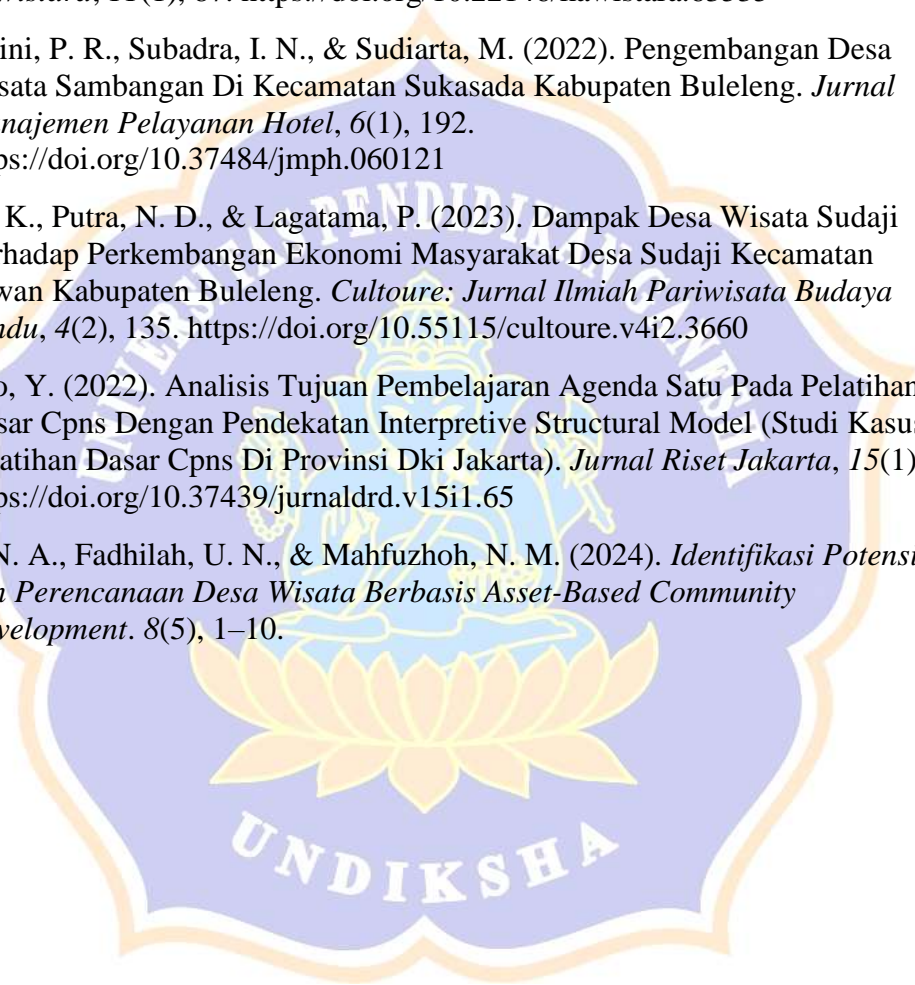 11(1), 87. https://doi.org/10.22146/kawistara.63535
ini, P. R., Subadra, I. N., & Sudiarta, M. (2022). Pengembangan Desa
sata Sambangan Di Kecamatan Sukasada Kabupaten Buleleng. Jurnal
najemen Pelayanan Hotel, 6(1), 192.
ps://doi.org/10.37484/jmph.060121
K., Putra, N. D., & Lagatama, P. (2023). Dampak Desa Wisata Sudaji
rhadap Perkembangan Ekonomi Masyarakat Desa Sudaji Kecamatan
wan Kabupaten Buleleng. Cultoure: Jurnal Ilmiah Pariwisata Budaya
ndu, 4(2), 135. https://doi.org/10.55115/cultoure.v4i2.3660
o, Y. (2022). Analisis Tujuan Pembelajaran Agenda Satu Pada Pelatihan
sar Cpns Dengan Pendekatan Interpretive Structural Model (Studi Kasus
atihan Dasar Cpns Di Provinsi Dki Jakarta). Jurnal Riset Jakarta, 15(1)
ps://doi.org/10.37439/jurnaldrd.v15i1.65
N. A., Fadhilah, U. N., & Mahfuzhoh, N. M. (2024). Identifikasi Potensi
n Perencanaan Desa Wisata Berbasis Asset-Based Community
velopment. 8(5), 1–10.
UNIVERSITAS PENDIDIKAN GANESHA
UNDIKSHA